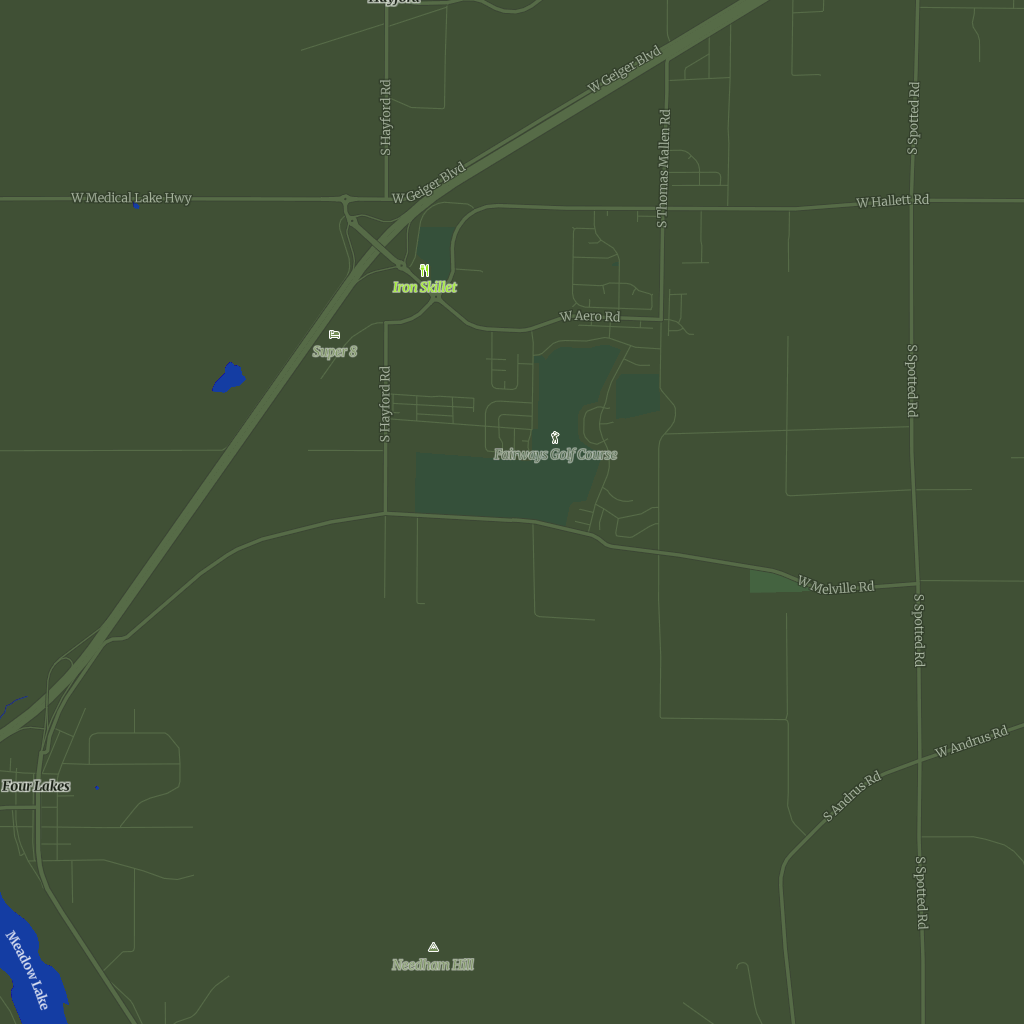 Hayford
W Geiger Blvd
S Hayford Rd
S Spotted Rd
S Thomas Mallen Rd
W Geiger Blvd
W Medical Lake Hwy
W Hallett Rd
Iron Skillet
W Aero Rd
Super 8
S Hayford Rd
S Spotted Rd
Fairways Golf Course
W Melville Rd
S Spotted Rd
W Andrus Rd
Four Lakes
S Andrus Rd
S Spotted Rd
Meadow Lake
Needham Hill